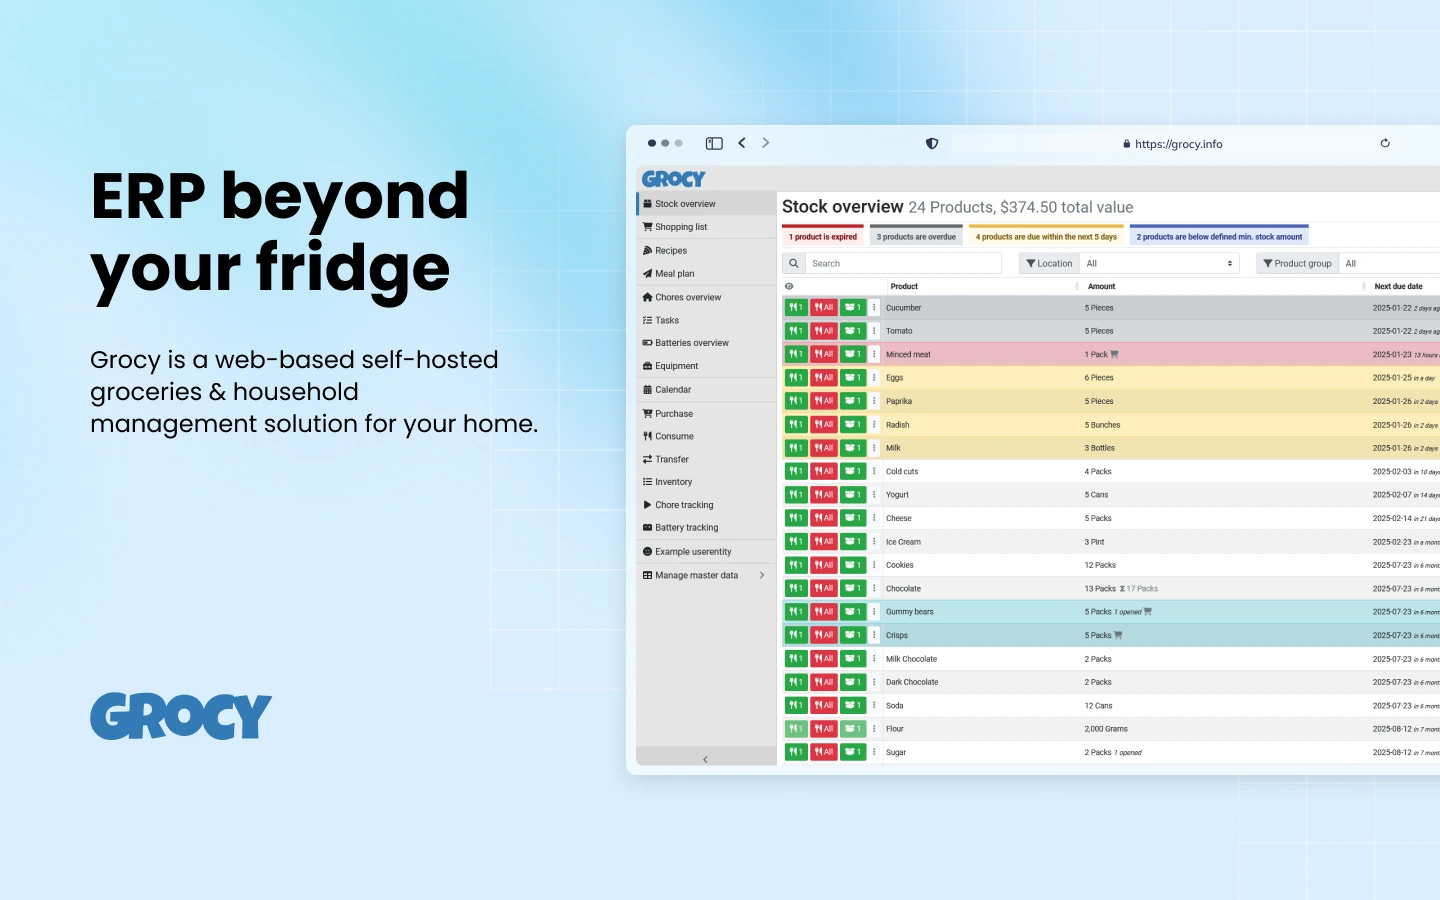 ERP beyond
your fridge
Grocy is a web-based self-hosted
groceries & household
management solution for your home.
GROCY
https://grocy.info
GROCY
Stock overview
Shopping list
Recipes
Meal plan
Chores overview
Tasks
Batteries overview
Equipment
Calendar
Purchase
Consume
Transfer
Inventory
Chore tracking
Battery tracking
Example userentity
Manage master data
Stock overview 24 Products, $374.50 total value
1 product is expired 3 products are overdue 4 products are due within the next 5 days 2 products are below defined min. stock amount
Search Location All Product group All
Product Amount Next due date
1 All 1 Cucumber 5 Pieces 2025-01-22 2 days ag
1 All 1 Tomato 5 Pieces 2025-01-22 2 days ag
1 All 1 Minced meat 1 Pack 2025-01-23 13 hours
1 All 1 Eggs 6 Pieces 2025-01-25 in a day
1 All 1 Paprika 5 Pieces 2025-01-26 in 2 days
1 All 1 Radish 5 Bunches 2025-01-26 in 2 days
1 All 1 Milk 3 Bottles 2025-01-26 in 2 days
1 All 1 Cold cuts 4 Packs 2025-02-03 in 10 days
1 All 1 Yogurt 5 Cans 2025-02-07 in 14 days
1 All 1 Cheese 5 Packs 2025-02-14 in 21 days
1 All 1 Ice Cream 3 Pint 2025-02-23 in a mont
1 All 1 Cookies 12 Packs 2025-07-23 in 6 mont
1 All 1 Chocolate 13 Packs Σ 17 Packs 2025-07-23 in 6 mont
1 All 1 Gummy bears 5 Packs 1 opened 2025-07-23 in 6 mont
1 All 1 Crisps 5 Packs 2025-07-23 in 6 mont
1 All 1 Milk Chocolate 2 Packs 2025-07-23 in 6 mont
1 All 1 Dark Chocolate 2 Packs 2025-07-23 in 6 mont
1 All 1 Soda 12 Cans 2025-07-23 in 6 mont
1 All 1 Flour 2,000 Grams 2025-08-12 in 7 mont
1 All 1 Sugar 2 Packs 1 opened 2025-08-12 in 7 mont